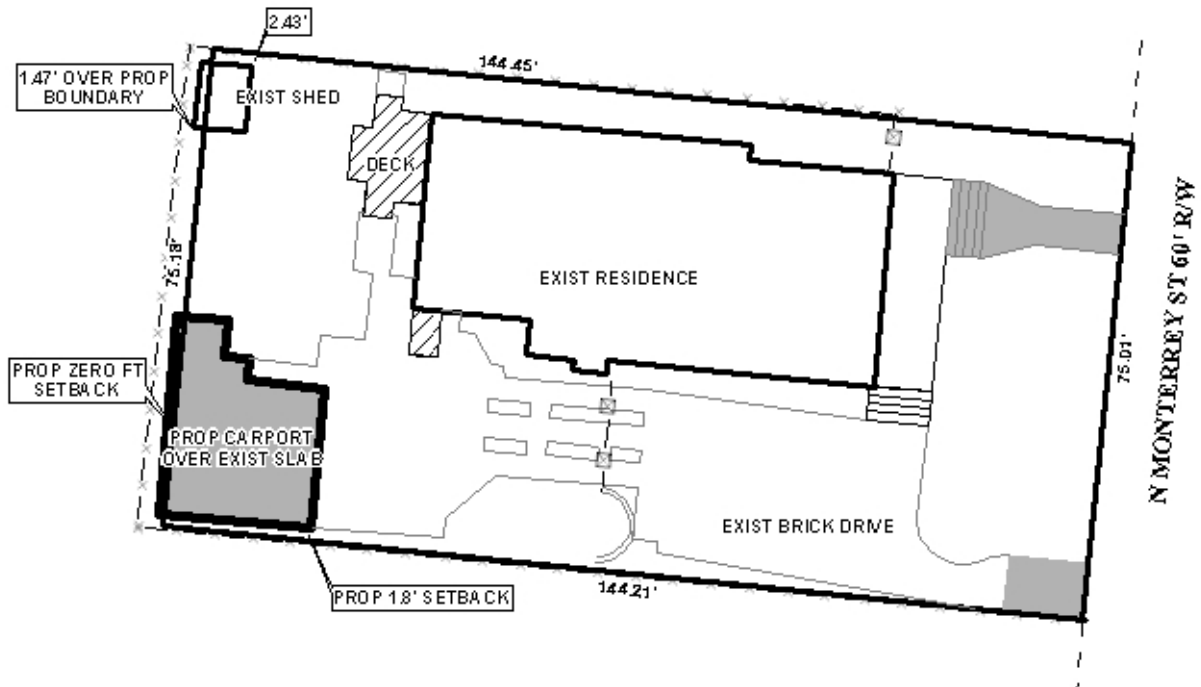 2.43'
144.45'
1.47' OVER PROP
BOUNDARY
EXIST SHED
DECK
75.18'
EXIST RESIDENCE
N MONTERREY ST 60' R/W
75.01'
PROP ZERO FT
SETBACK
PROP CARPORT
OVER EXIST SLAB
EXIST BRICK DRIVE
PROP 1.8' SETBACK
144.21'